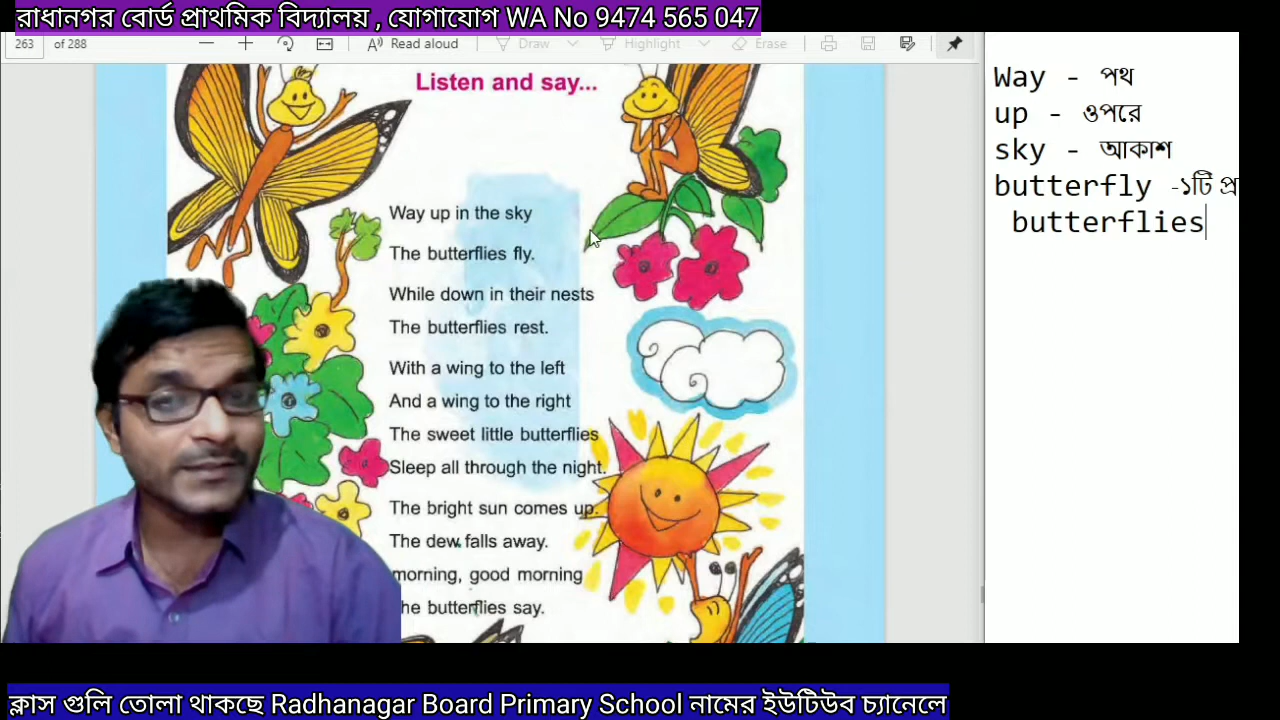 রাধানগর বোর্ড প্রাথমিক বিদ্যালয় , যোগাযোগ WA No 9474 565 047
263 of 288 Read aloud Draw Highlight Erase
Listen and say...
Way up in the sky
The butterflies fly.
While down in their nests
The butterflies rest.
With a wing to the left
And a wing to the right
The sweet little butterflies
Sleep all through the night.
The bright sun comes up.
The dew falls away.
morning, good morning
he butterflies say.
Way - পথ
up - ওপরে
sky - আকাশ
butterfly -১টি প্র
butterflies
ক্লাস গুলি তোলা থাকছে Radhanagar Board Primary School নামের ইউটিউব চ্যানেলে